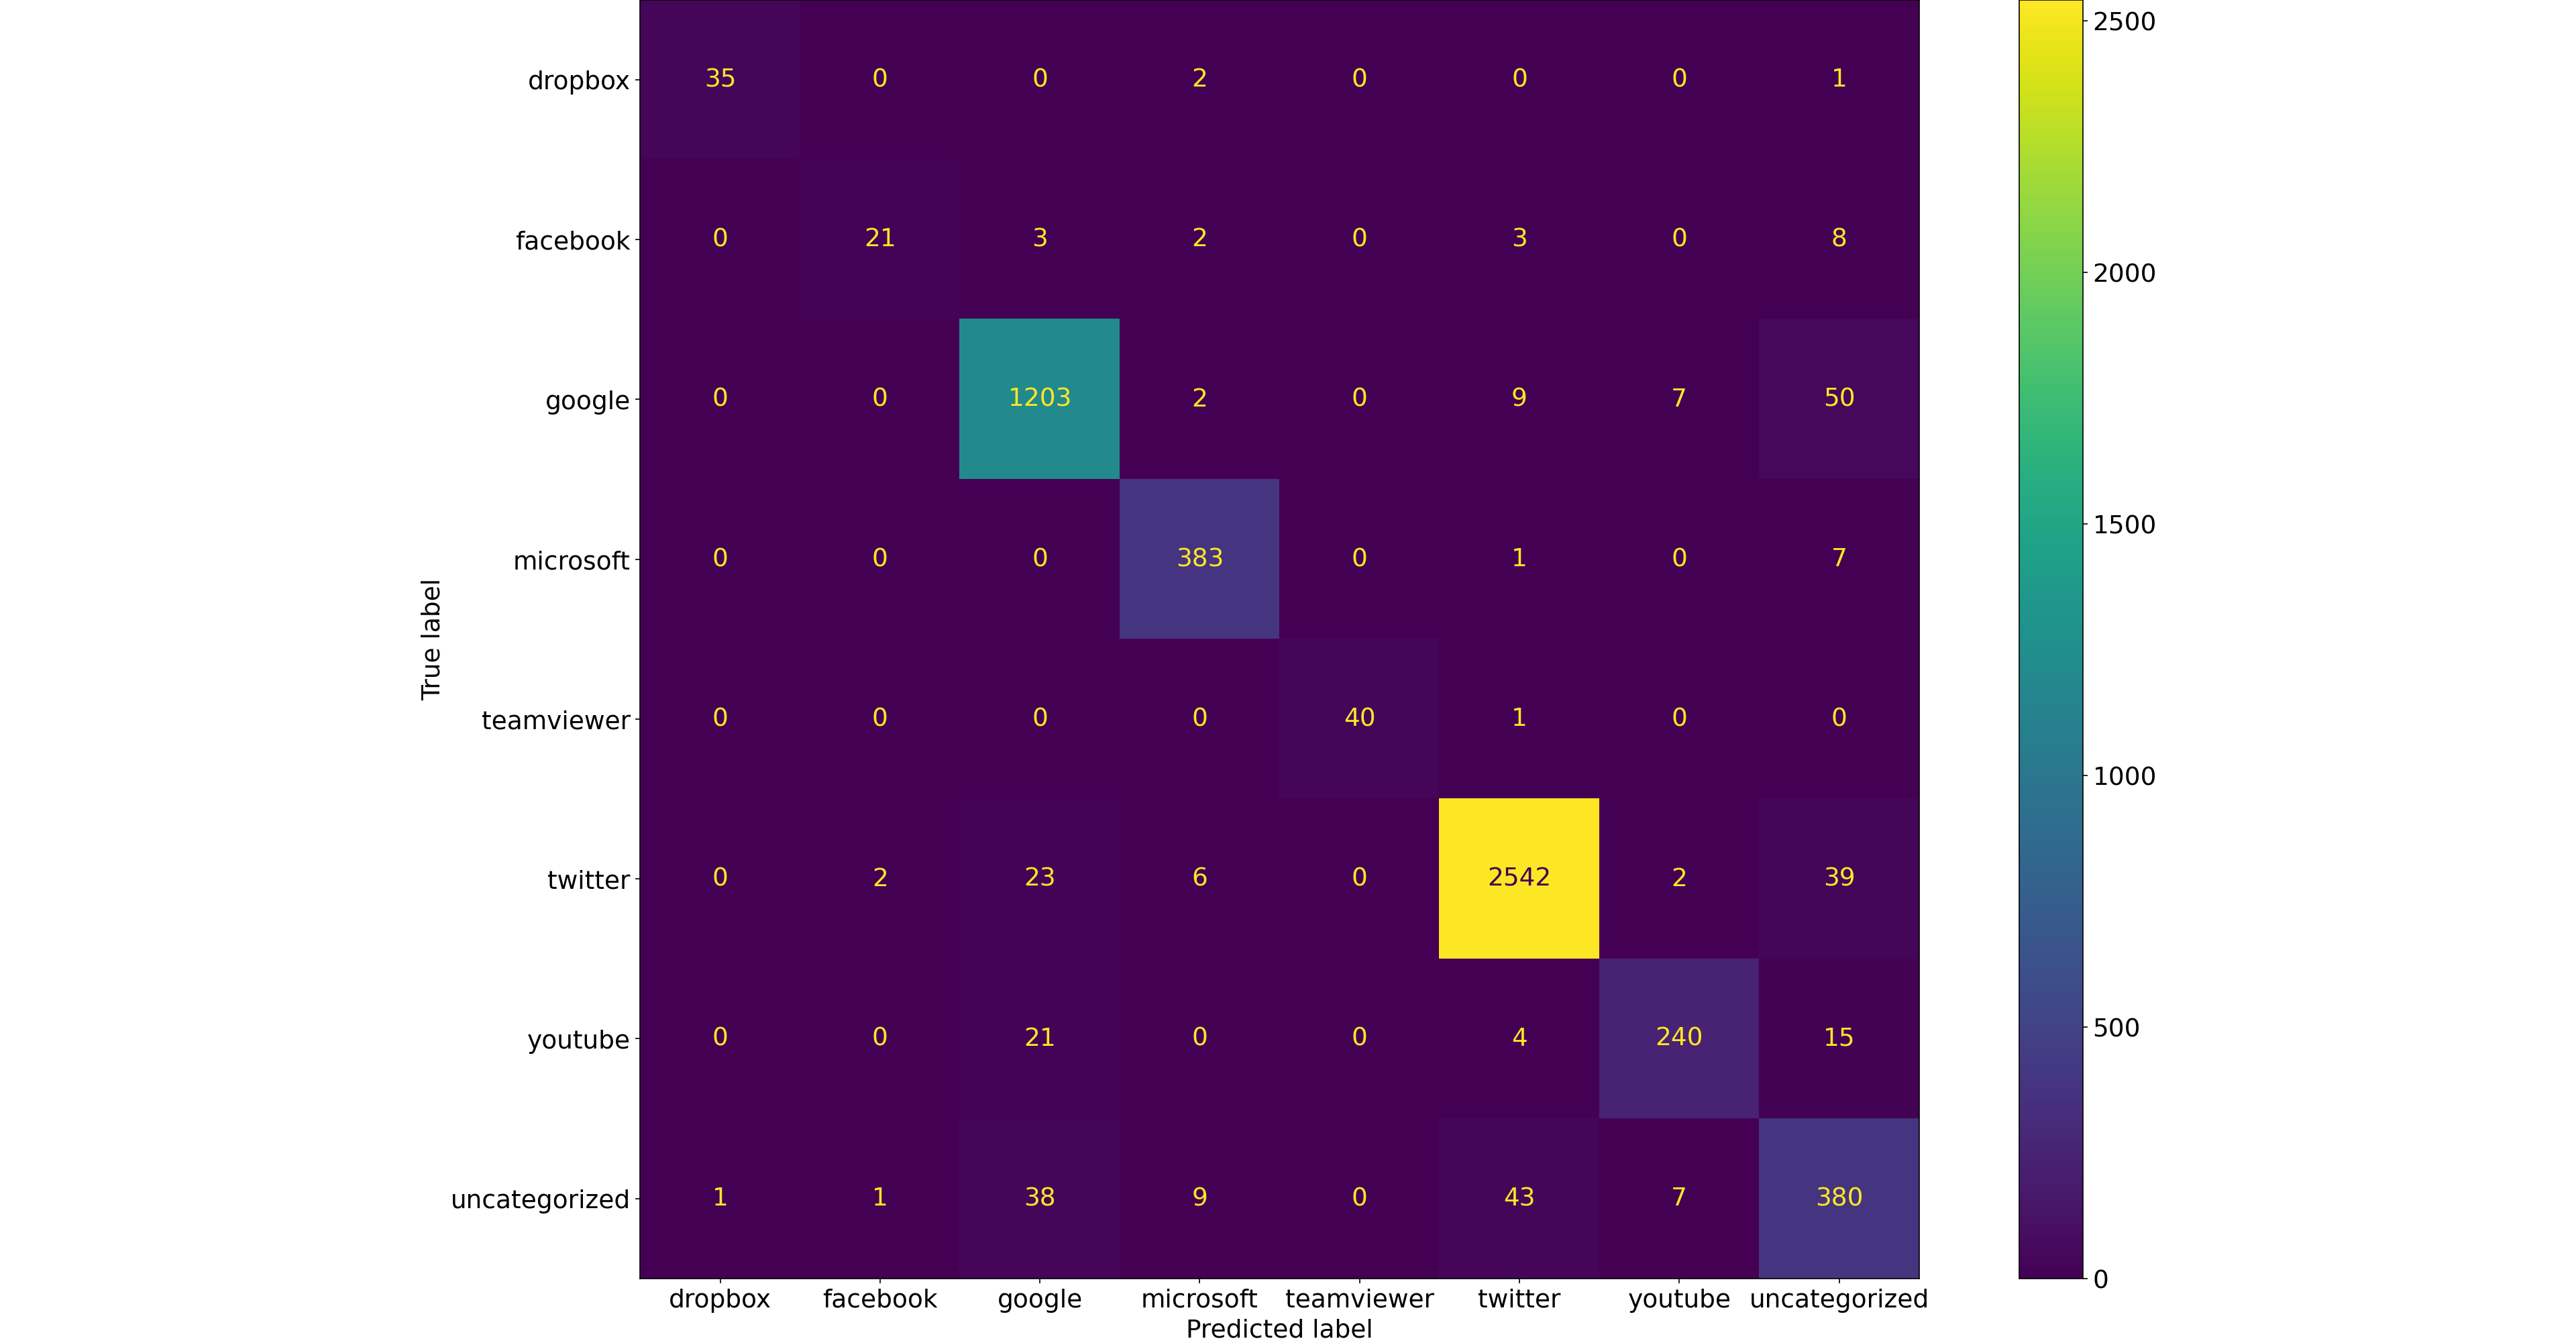 dropbox 35 0 0 2 0 0 0 1
facebook 0 21 3 2 0 3 0 8
google 0 0 1203 2 0 9 7 50
microsoft 0 0 0 383 0 1 0 7
teamviewer 0 0 0 0 40 1 0 0
twitter 0 2 23 6 0 2542 2 39
youtube 0 0 21 0 0 4 240 15
uncategorized 1 1 38 9 0 43 7 380
dropbox facebook google microsoft teamviewer twitter youtube uncategorized
Predicted label
True label
2500
2000
1500
1000
500
0